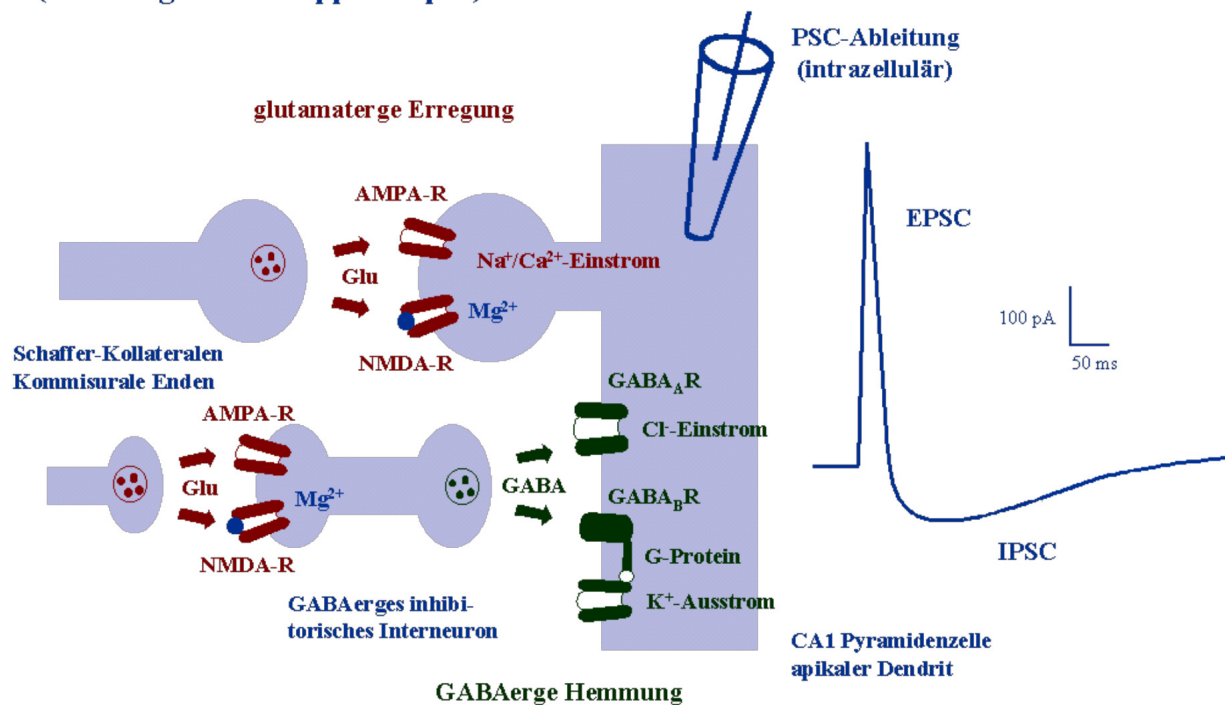 PSC-Ableitung
(intrazellulär)
glutamaterge Erregung
AMPA-R
EPSC
Glu
Na⁺/Ca²⁺-Einstrom
Mg²⁺
100 pA
50 ms
NMDA-R
Schaffer-Kollateralen
Kommisurale Enden
GABA_AR
AMPA-R
Cl⁻-Einstrom
Glu
Mg²⁺
GABA
GABA_BR
NMDA-R
G-Protein
IPSC
K⁺-Ausstrom
GABAerges inhibi-
torisches Interneuron
CA1 Pyramidenzelle
apikaler Dendrit
GABAerge Hemmung